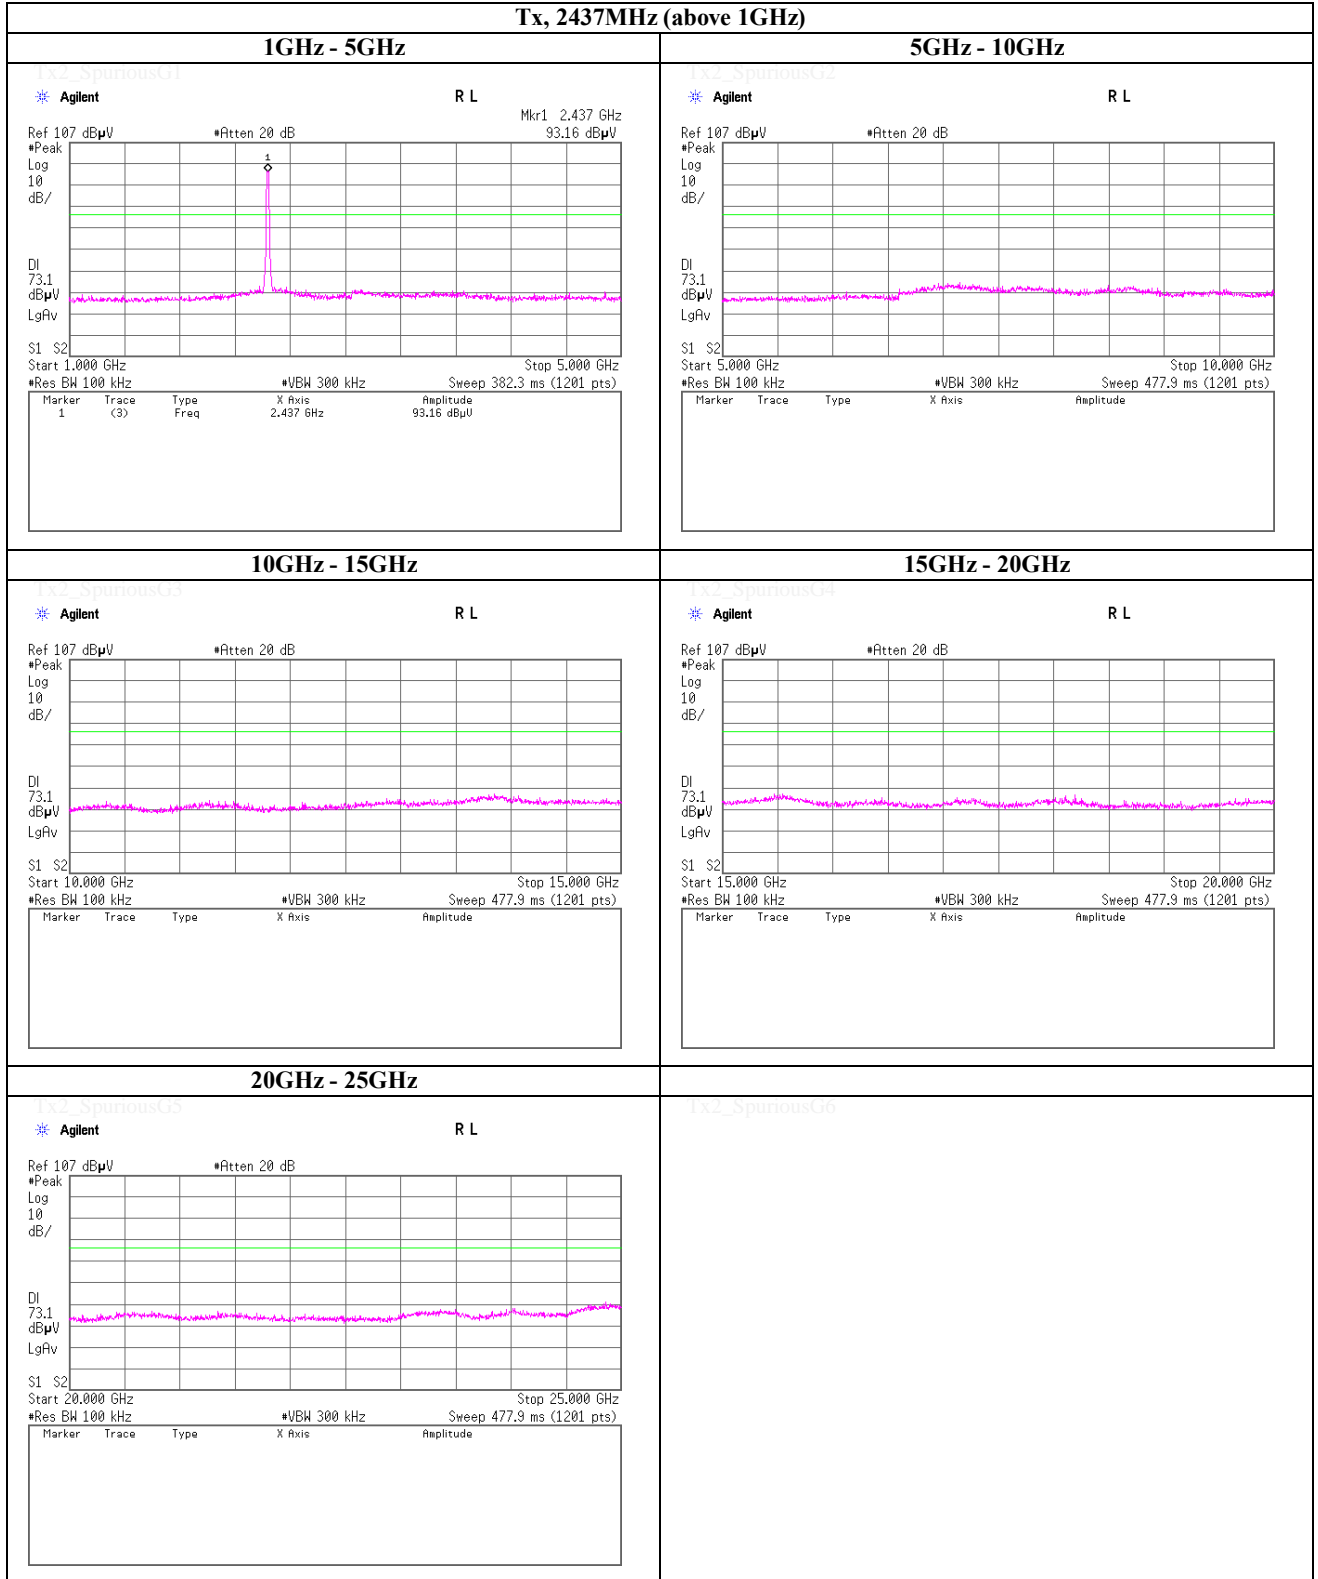 Tx, 2437MHz (above 1GHz)
1GHz - 5GHz
Tx2_SpuriousG1
Agilent R L
Mkr1 2.437 GHz
Ref 107 dBµV #Atten 20 dB 93.16 dBµV
#Peak
Log
10
dB/
1
DI
73.1
dBµV
LgAv
S1 S2
Start 1.000 GHz Stop 5.000 GHz
#Res BW 100 kHz #VBW 300 kHz Sweep 382.3 ms (1201 pts)
Marker Trace Type X Axis Amplitude
1 (3) Freq 2.437 GHz 93.16 dBµV
5GHz - 10GHz
Tx2_SpuriousG2
Agilent R L
Ref 107 dBµV #Atten 20 dB
#Peak
Log
10
dB/
DI
73.1
dBµV
LgAv
S1 S2
Start 5.000 GHz Stop 10.000 GHz
#Res BW 100 kHz #VBW 300 kHz Sweep 477.9 ms (1201 pts)
Marker Trace Type X Axis Amplitude
10GHz - 15GHz
Tx2_SpuriousG3
Agilent R L
Ref 107 dBµV #Atten 20 dB
#Peak
Log
10
dB/
DI
73.1
dBµV
LgAv
S1 S2
Start 10.000 GHz Stop 15.000 GHz
#Res BW 100 kHz #VBW 300 kHz Sweep 477.9 ms (1201 pts)
Marker Trace Type X Axis Amplitude
15GHz - 20GHz
Tx2_SpuriousG4
Agilent R L
Ref 107 dBµV #Atten 20 dB
#Peak
Log
10
dB/
DI
73.1
dBµV
LgAv
S1 S2
Start 15.000 GHz Stop 20.000 GHz
#Res BW 100 kHz #VBW 300 kHz Sweep 477.9 ms (1201 pts)
Marker Trace Type X Axis Amplitude
20GHz - 25GHz
Tx2_SpuriousG5
Agilent R L
Ref 107 dBµV #Atten 20 dB
#Peak
Log
10
dB/
DI
73.1
dBµV
LgAv
S1 S2
Start 20.000 GHz Stop 25.000 GHz
#Res BW 100 kHz #VBW 300 kHz Sweep 477.9 ms (1201 pts)
Marker Trace Type X Axis Amplitude
Tx2_SpuriousG6